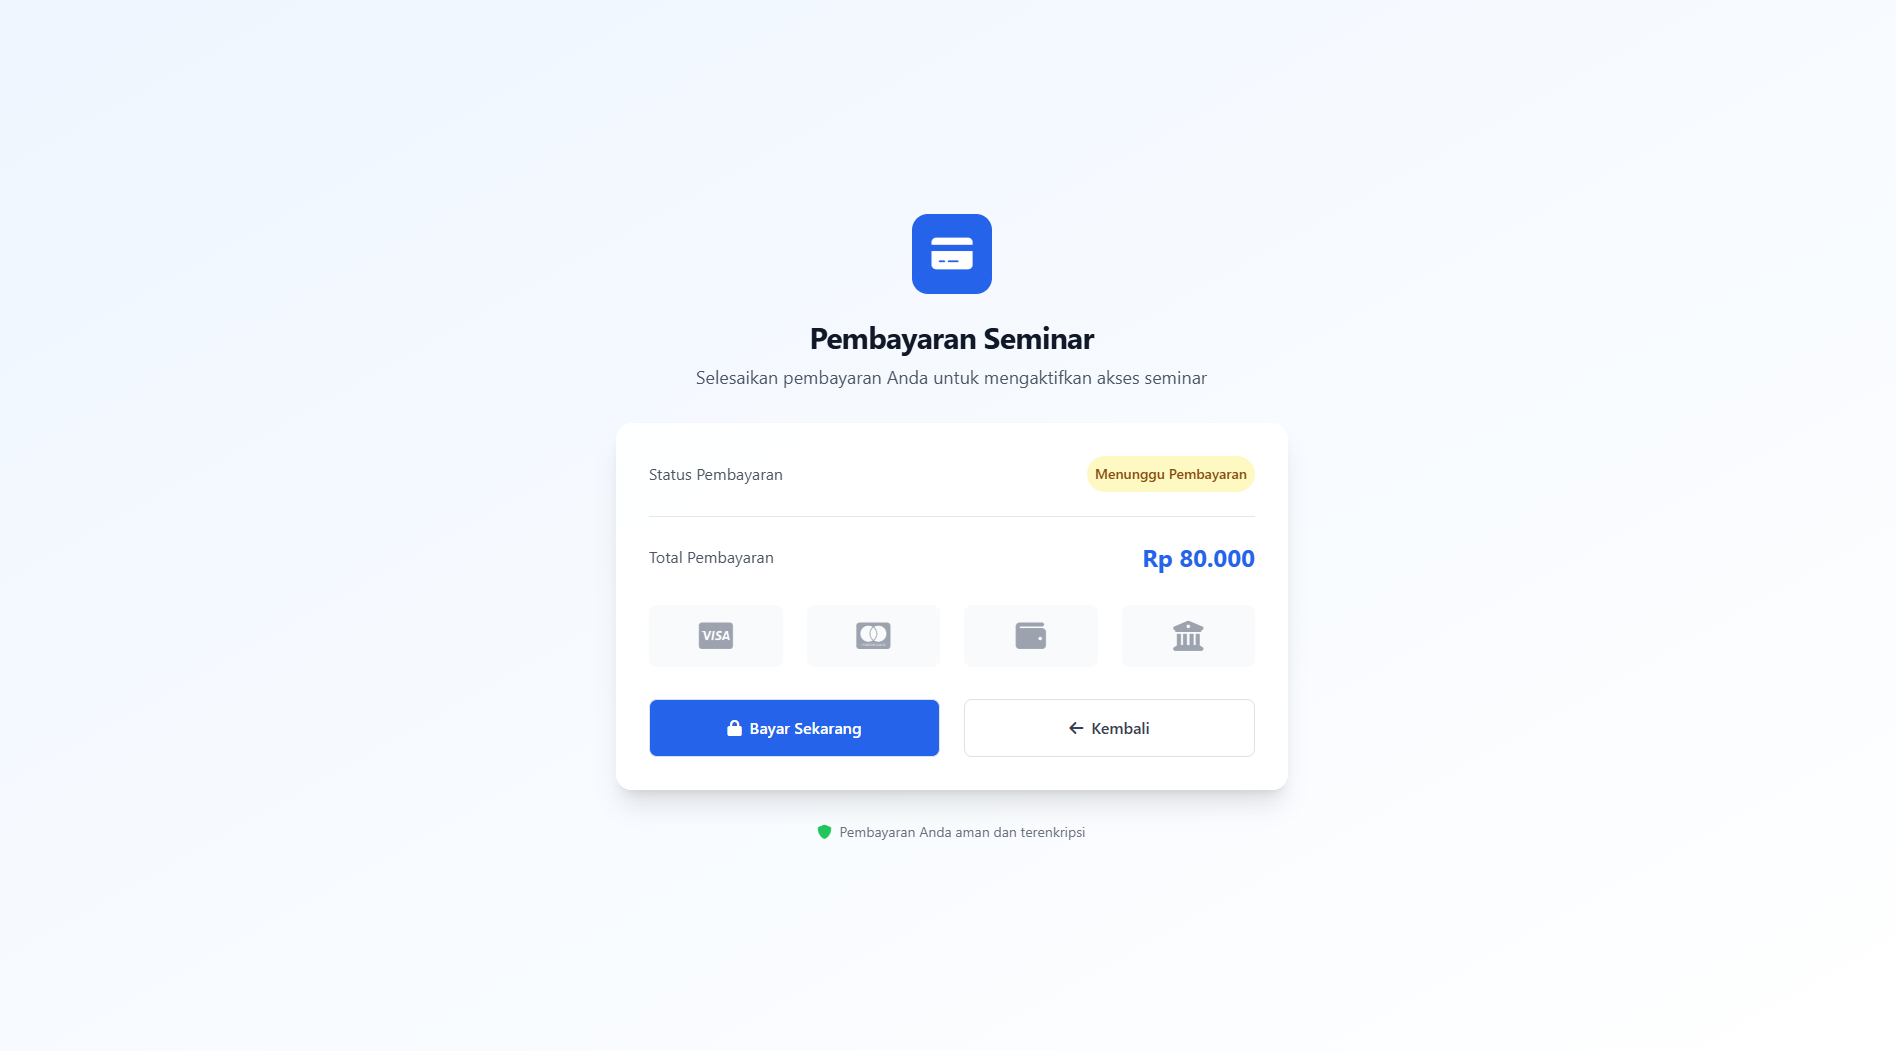 Pembayaran Seminar
Selesaikan pembayaran Anda untuk mengaktifkan akses seminar
Status Pembayaran
Menunggu Pembayaran
Total Pembayaran
Rp 80.000
VISA
Bayar Sekarang
Kembali
Pembayaran Anda aman dan terenkripsi